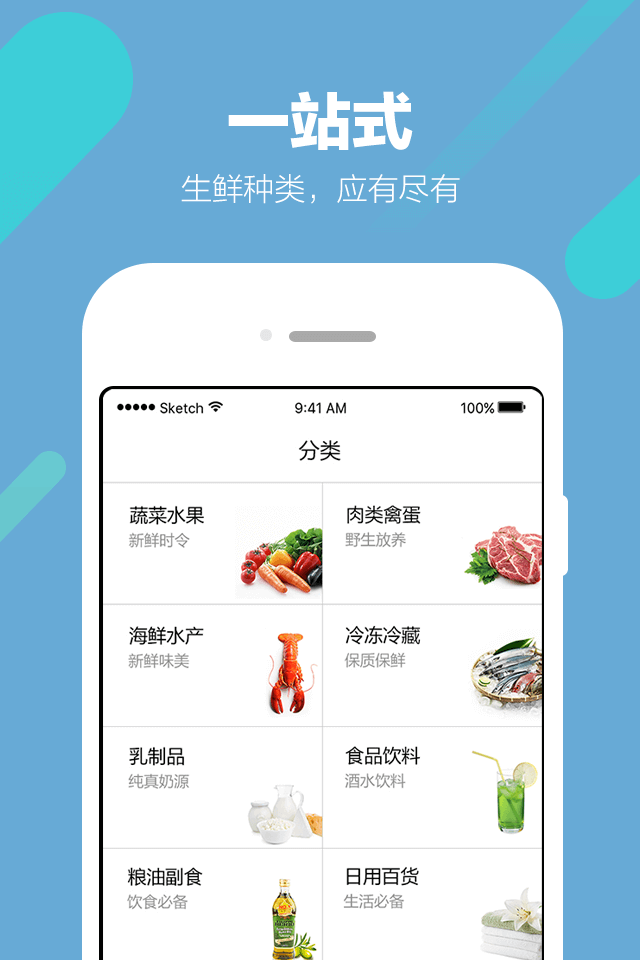 一站式
生鲜种类，应有尽有
Sketch 9:41 AM 100%
分类
蔬菜水果
新鲜时令
肉类禽蛋
野生放养
海鲜水产
新鲜味美
冷冻冷藏
保质保鲜
乳制品
纯真奶源
食品饮料
酒水饮料
粮油副食
饮食必备
日用百货
生活必备